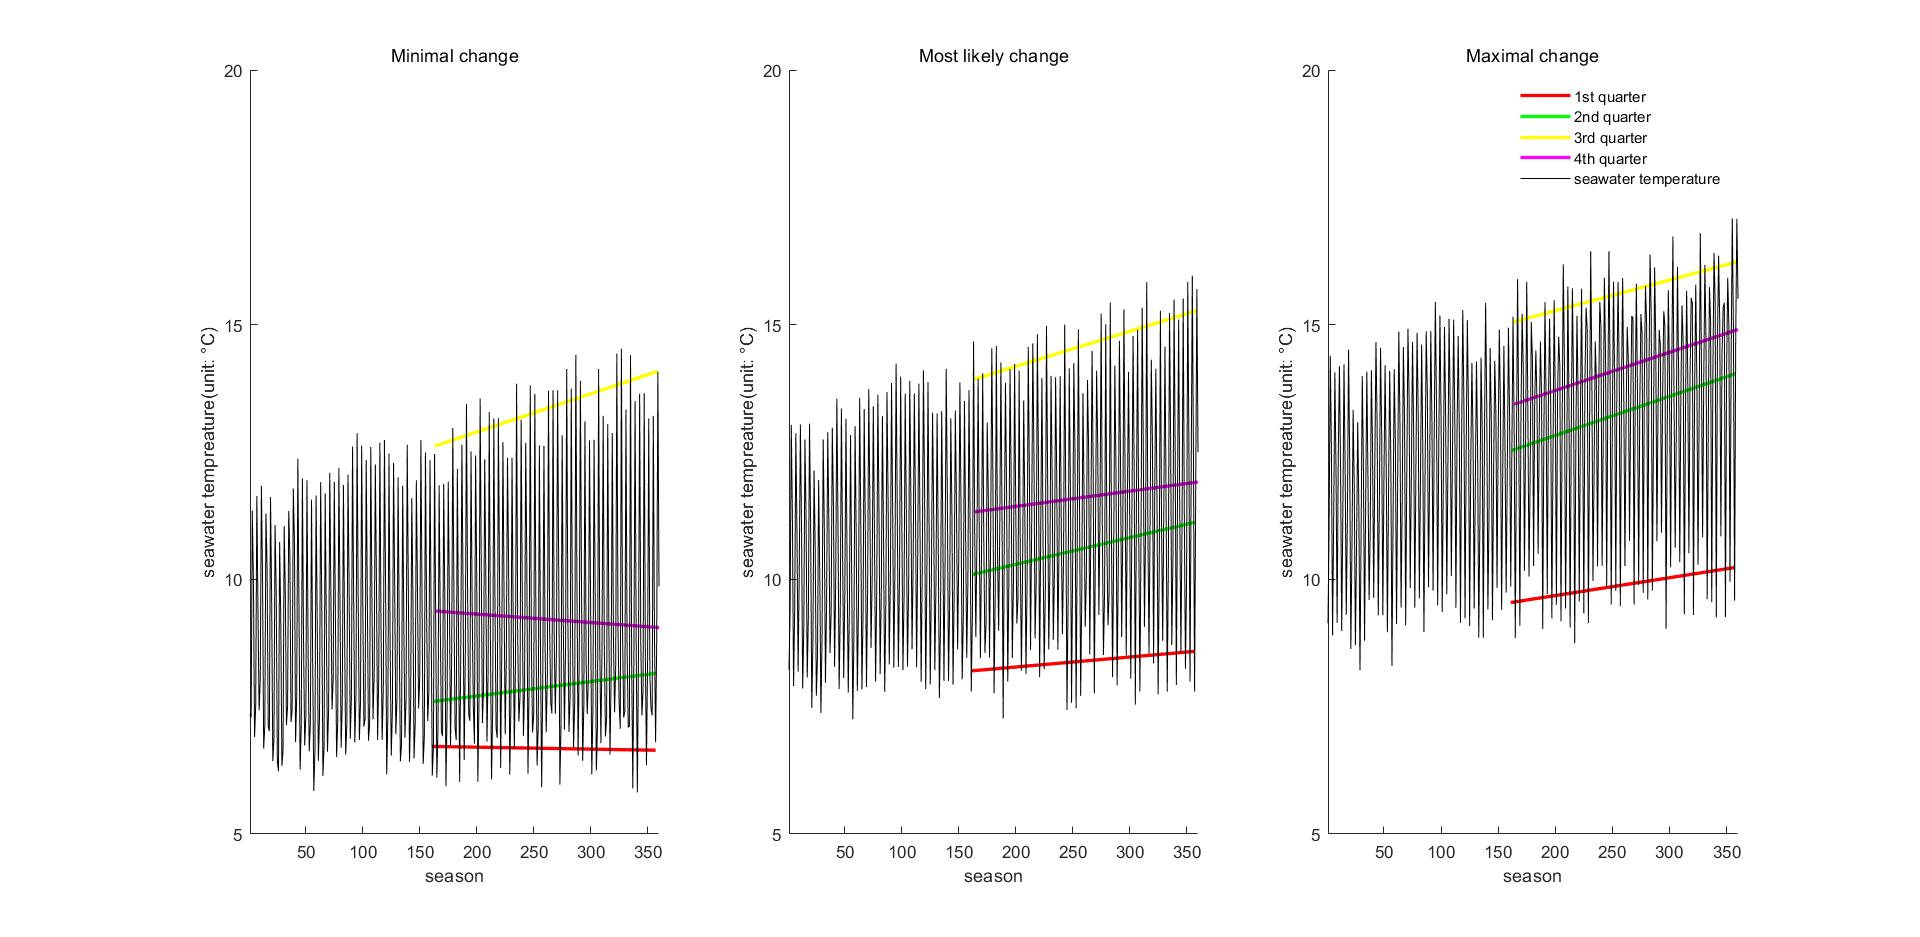 Minimal change
20
15
10
5
seawater tempreature(unit: °C)
50 100 150 200 250 300 350
season
Most likely change
20
15
10
5
seawater tempreature(unit: °C)
50 100 150 200 250 300 350
season
Maximal change
20
15
10
5
seawater tempreature(unit: °C)
50 100 150 200 250 300 350
season
1st quarter
2nd quarter
3rd quarter
4th quarter
seawater temperature